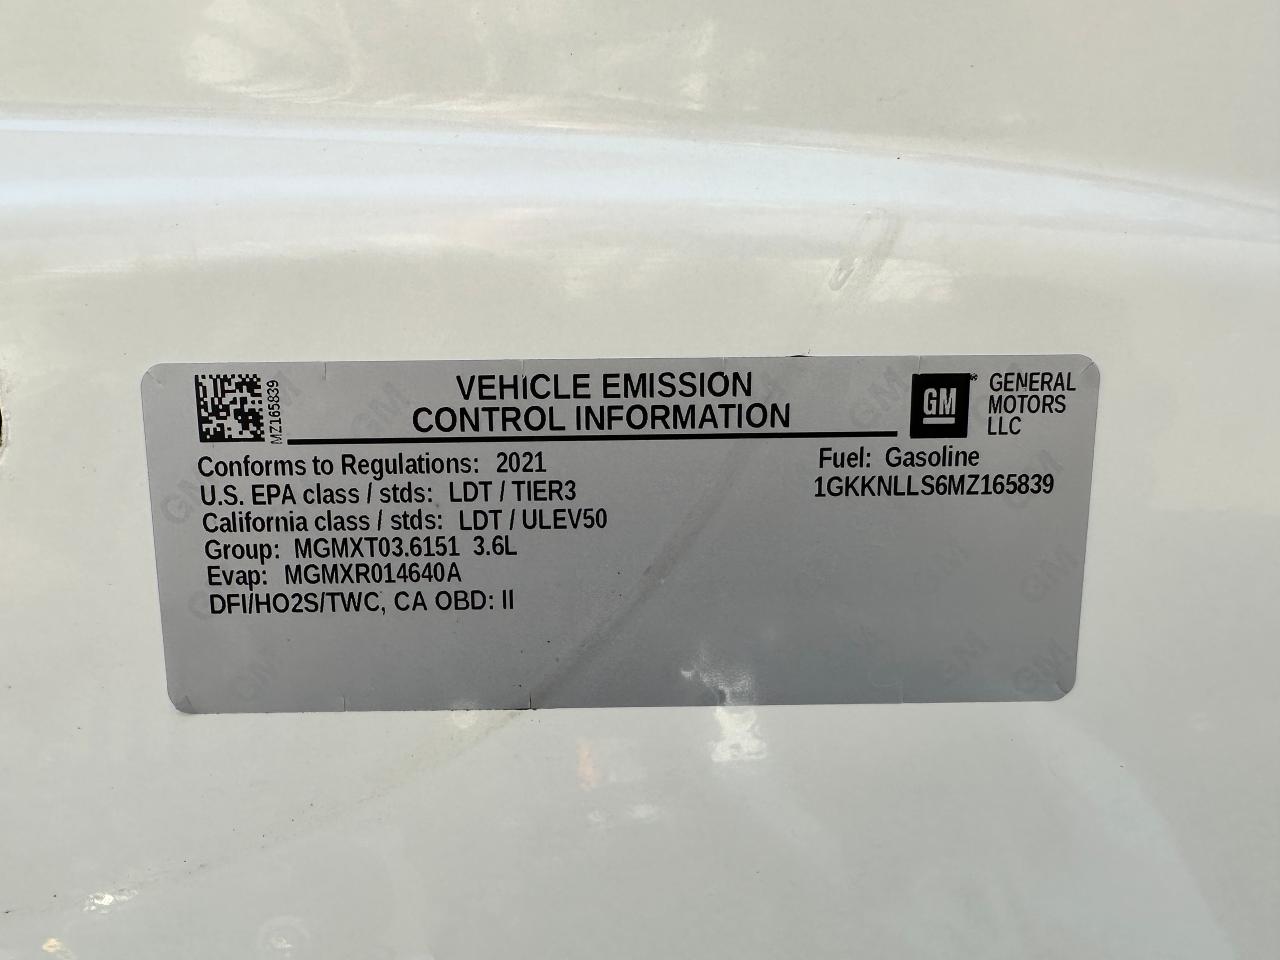 MZ165839
VEHICLE EMISSION
CONTROL INFORMATION
GM
GENERAL
MOTORS
LLC
Conforms to Regulations: 2021
Fuel: Gasoline
U.S. EPA class / stds: LDT / TIER3
1GKKNLLS6MZ165839
California class / stds: LDT / ULEV50
Group: MGMXT03.6151 3.6L
Evap: MGMXR014640A
DFI/HO2S/TWC, CA OBD: II